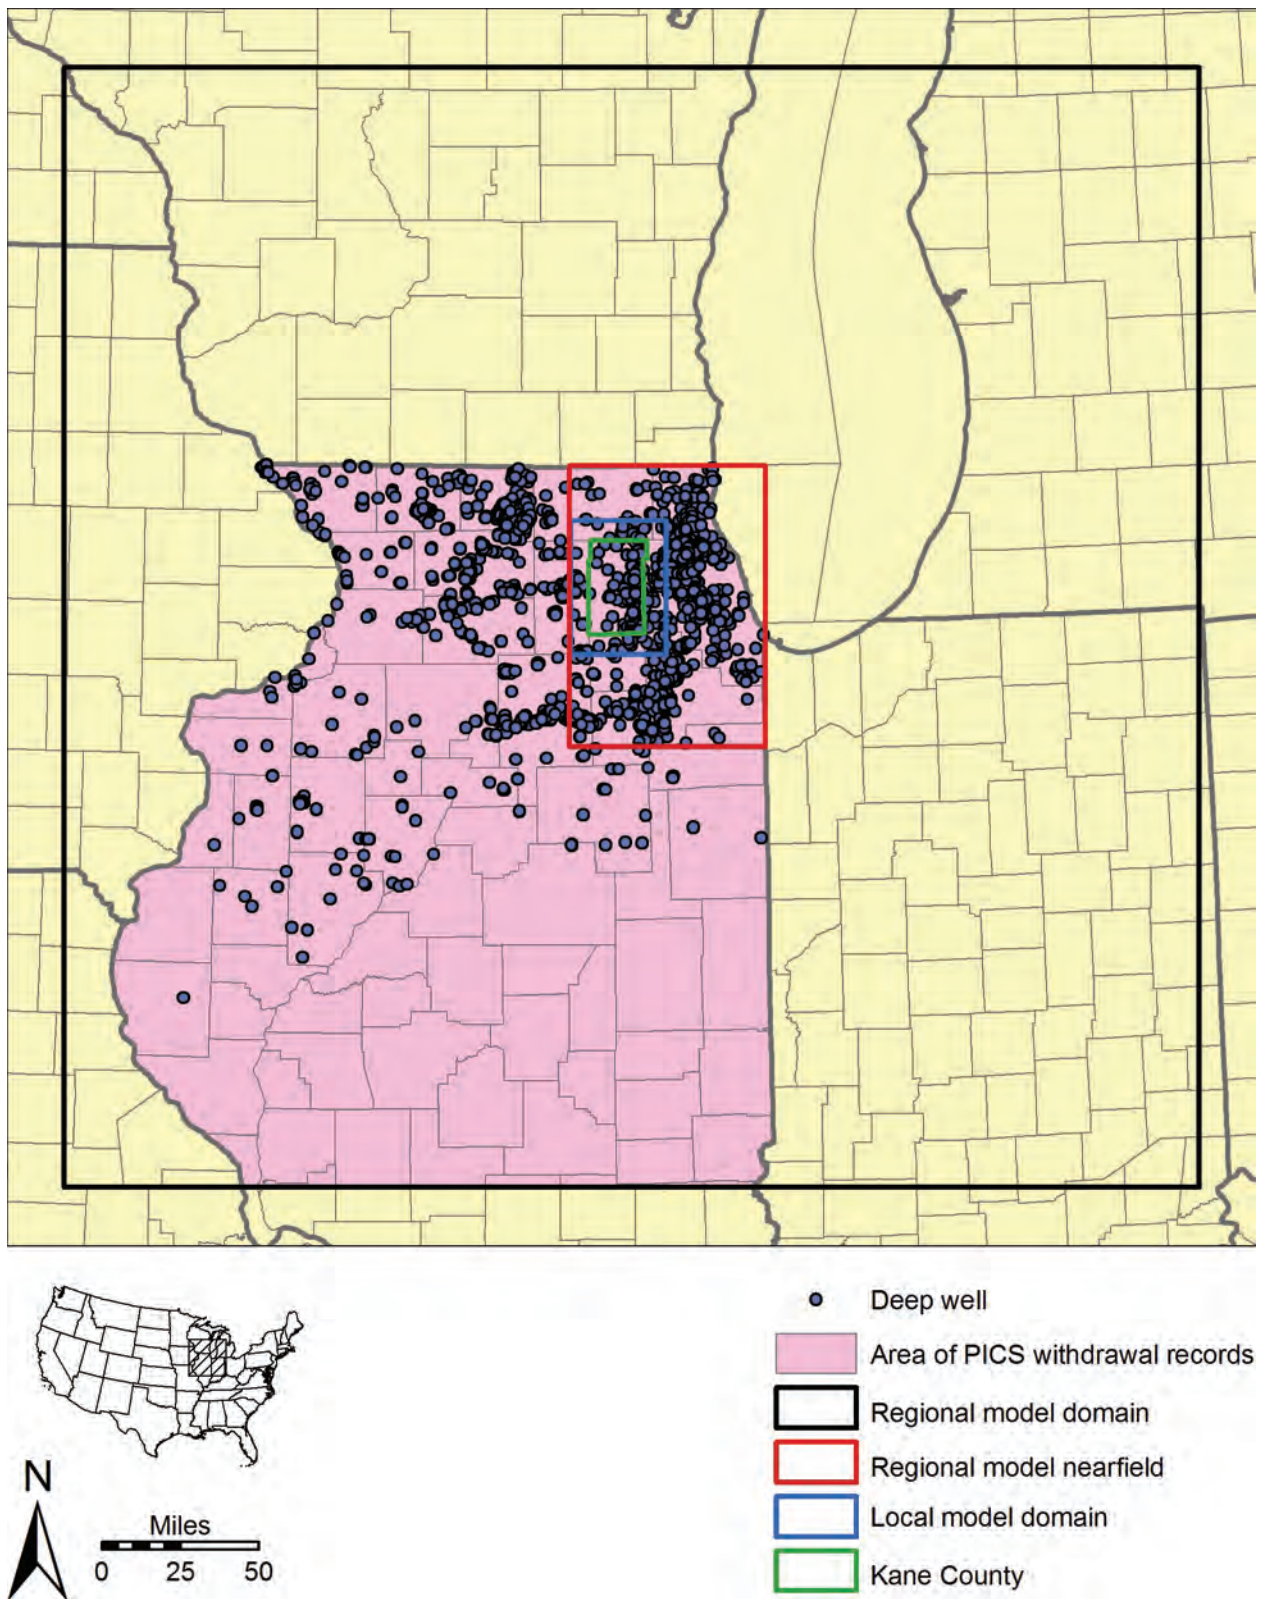 Deep well
Area of PICS withdrawal records
Regional model domain
Regional model nearfield
Local model domain
Kane County
N
Miles
0 25 50